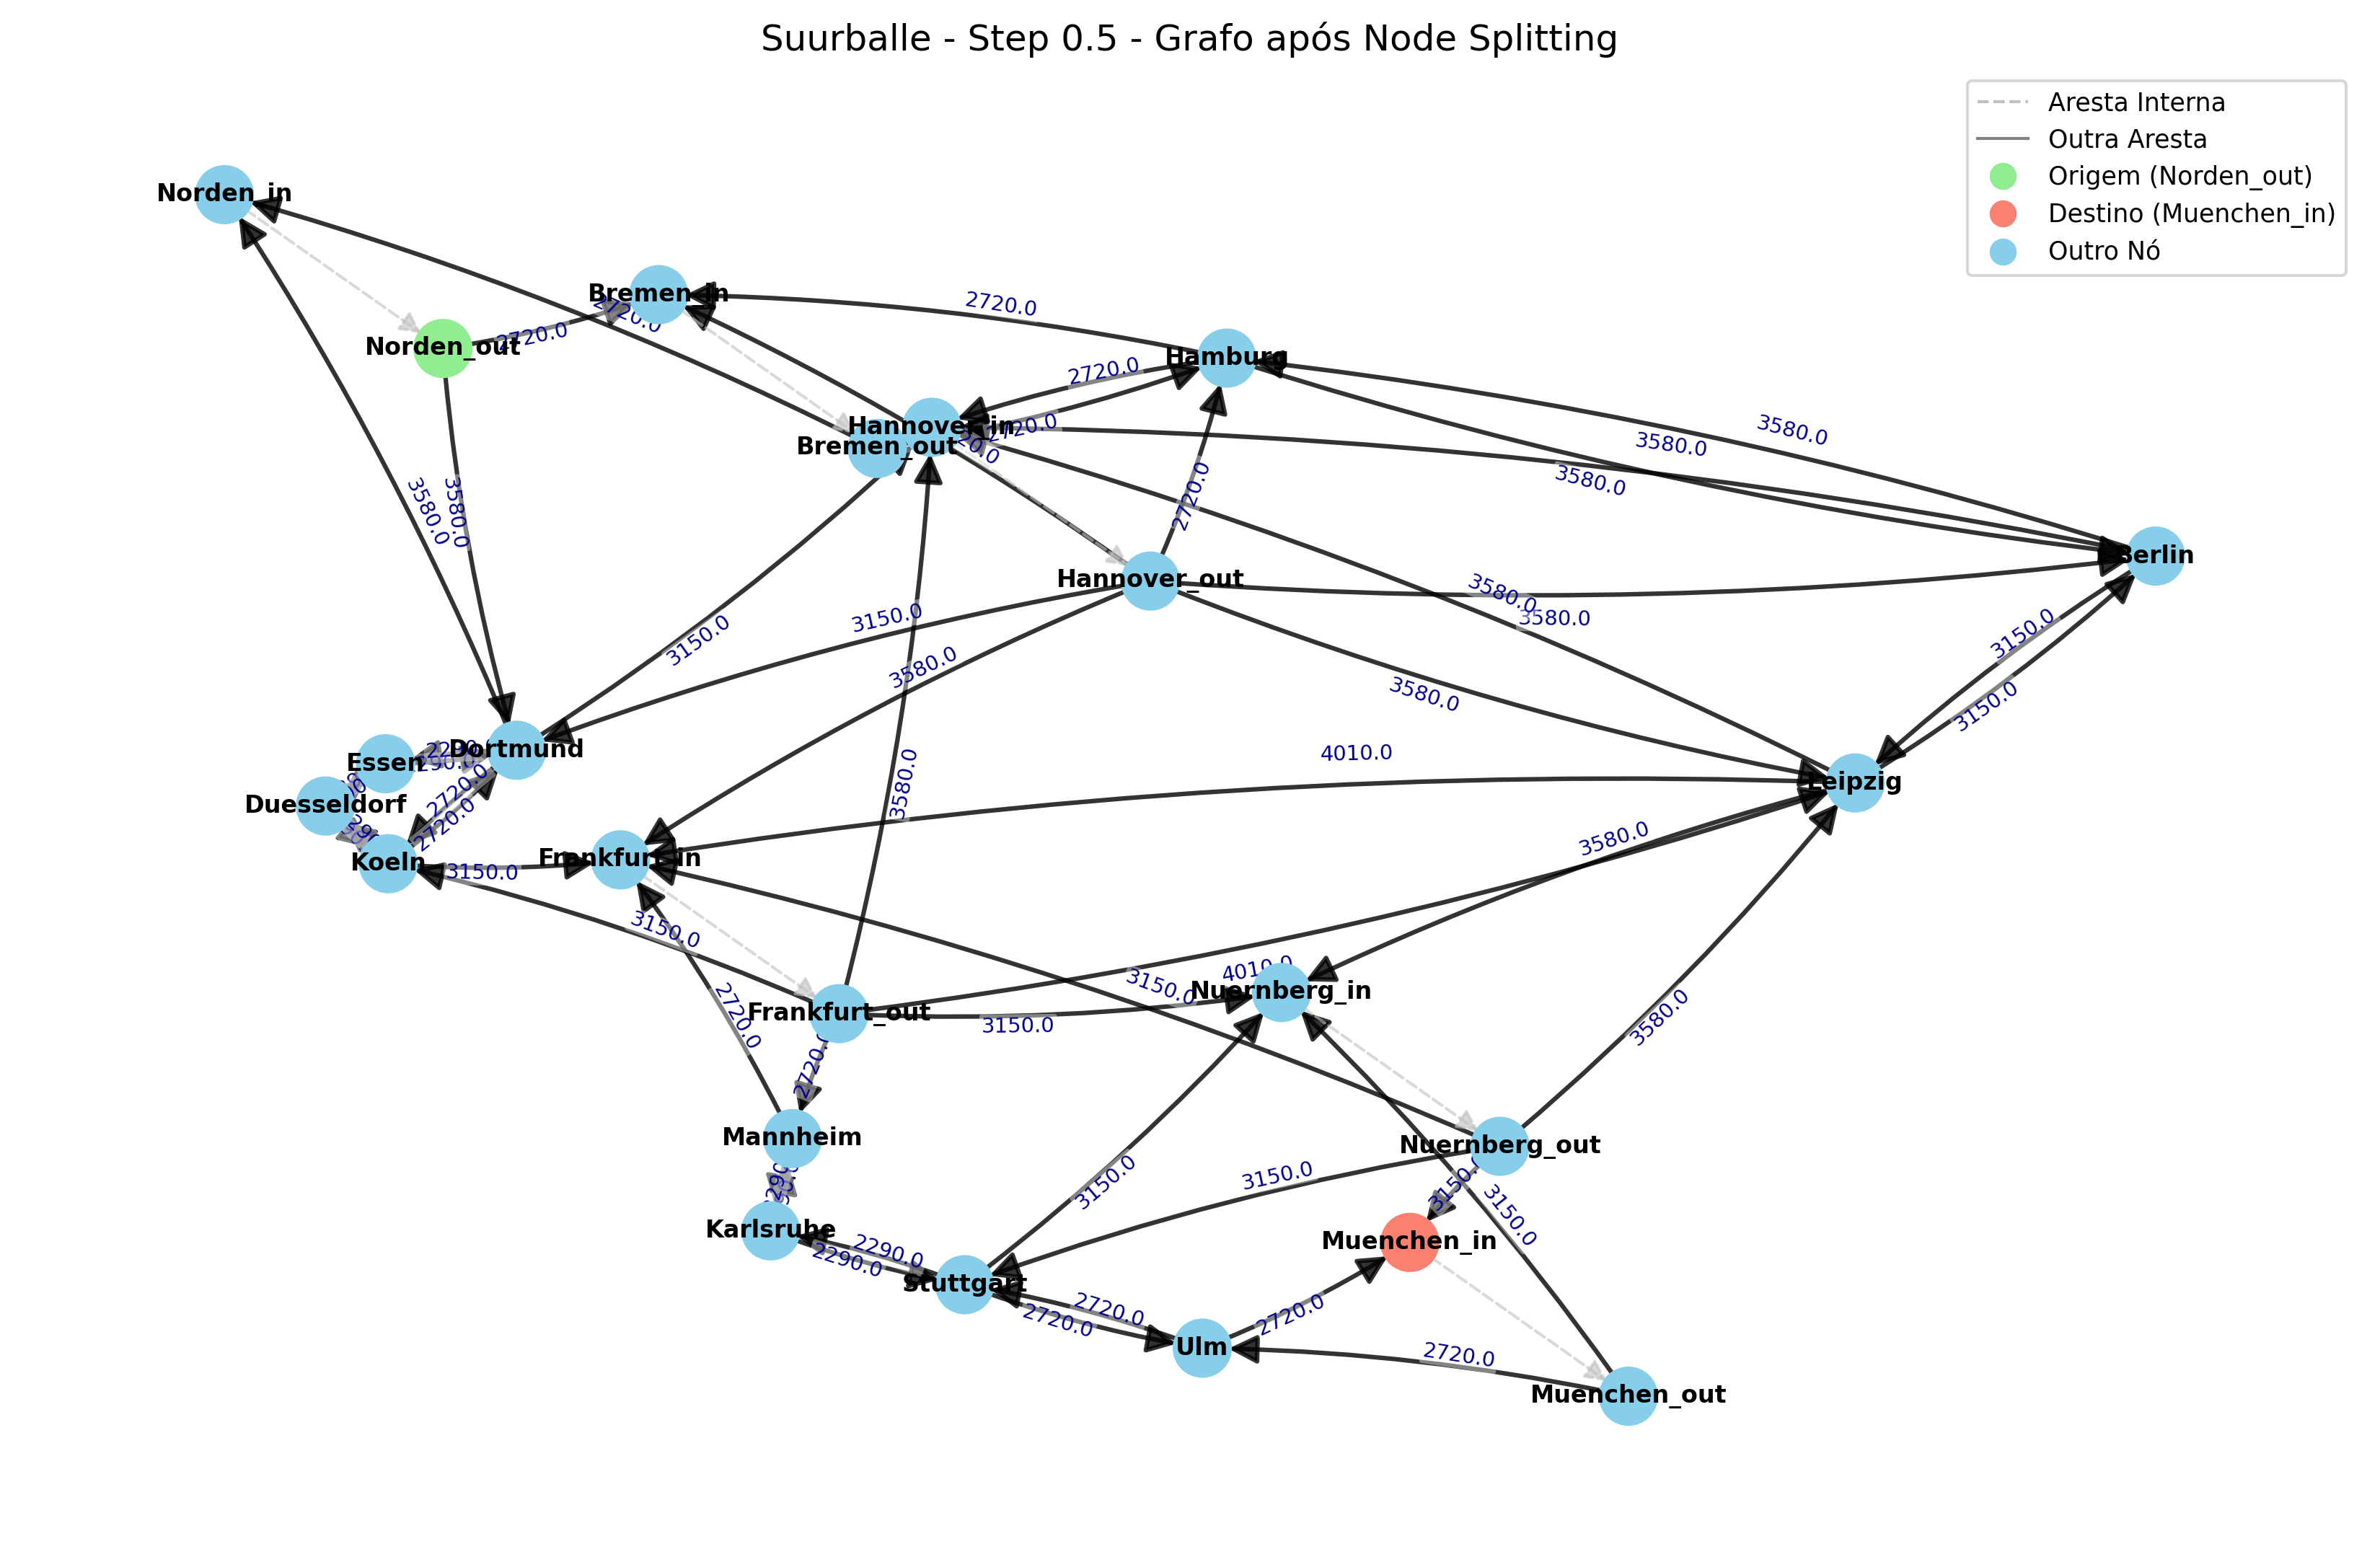 Suurballe - Step 0.5 - Grafo após Node Splitting
Aresta Interna
Outra Aresta
Origem (Norden_out)
Destino (Muenchen_in)
Outro Nó
Norden_in
Bremen_in
2720.0
2720.0
2720.0
Norden_out
Hamburg
2720.0
Hannover_in
2720.0
Bremen_out
3580.0
3580.0
3580.0
3580.0
3580.0
2720.0
Berlin
Hannover_out
3580.0
3580.0
3150.0
3150.0
3150.0
3580.0
3580.0
3150.0
Dortmund
Essen
4010.0
Leipzig
Duesseldorf
2720.0
2720.0
3580.0
3580.0
Koeln
Frankfurt_in
3150.0
3150.0
4010.0
3150.0
Nuernberg_in
Frankfurt_out
3150.0
2720.0
2720.0
3580.0
Mannheim
Nuernberg_out
3150.0
3150.0
3150.0
3150.0
Karlsruhe
Muenchen_in
2290.0
2290.0
Stuttgart
2720.0
2720.0
2720.0
Ulm
2720.0
Muenchen_out